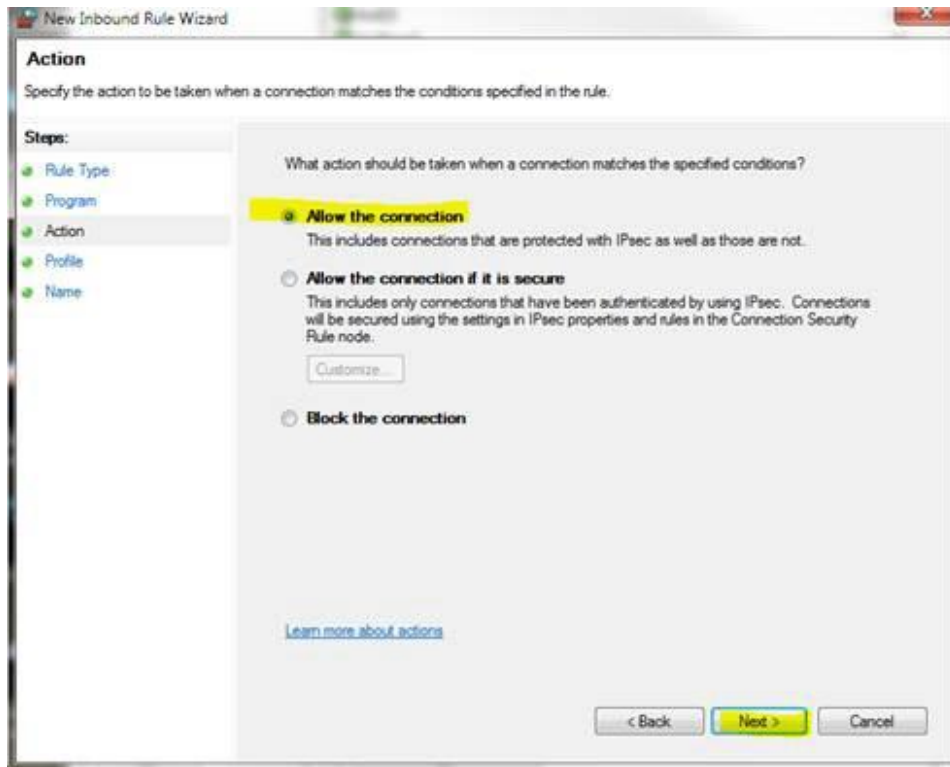 New Inbound Rule Wizard
Action
Specify the action to be taken when a connection matches the conditions specified in the rule.
Steps:
Rule Type
Program
Action
Profile
Name
What action should be taken when a connection matches the specified conditions?
Allow the connection
This includes connections that are protected with IPsec as well as those are not.
Allow the connection if it is secure
This includes only connections that have been authenticated by using IPsec. Connections
will be secured using the settings in IPsec properties and rules in the Connection Security
Rule node.
Customize...
Block the connection
Learn more about actions
< Back
Next >
Cancel